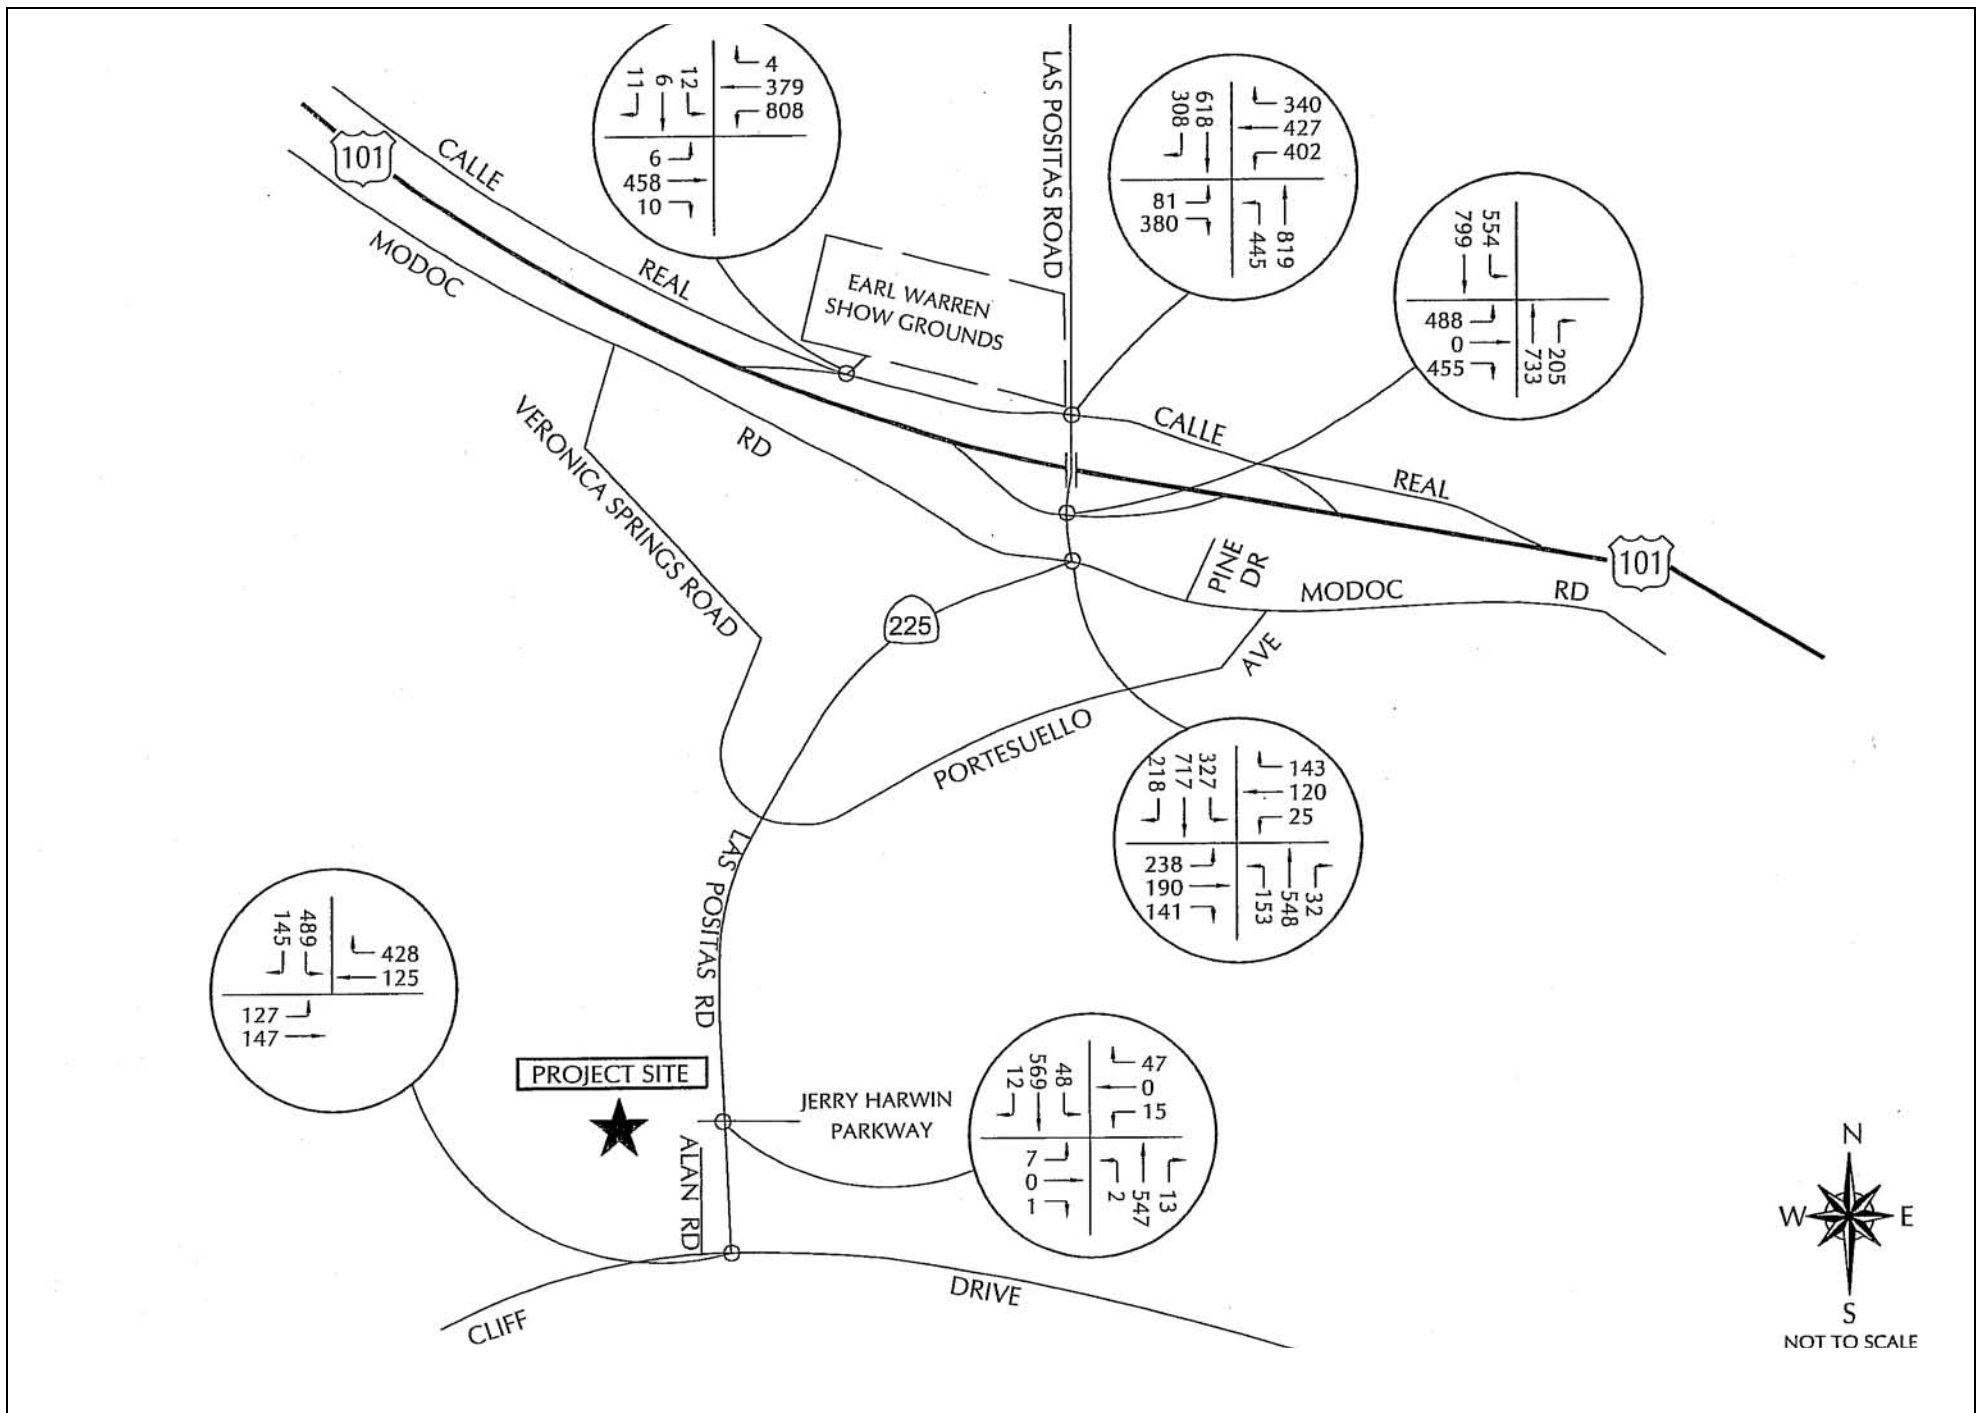 4
379
808
12
6
11
6
458
10
LAS POSITAS ROAD
340
427
402
618
308
81
380
819
445
554
799
488
0
455
205
733
101
CALLE
REAL
MODOC
RD
EARL WARREN
SHOW GROUNDS
CALLE
REAL
101
VERONICA SPRINGS ROAD
PINE
DR
MODOC
RD
225
AVE
PORTESUELLO
143
120
25
327
717
218
238
190
141
32
548
153
LAS POSITAS RD
489
145
428
125
127
147
PROJECT SITE
JERRY HARWIN
PARKWAY
ALAN RD
47
0
15
48
569
12
7
0
1
13
547
2
CLIFF
DRIVE
N
W
E
S
NOT TO SCALE